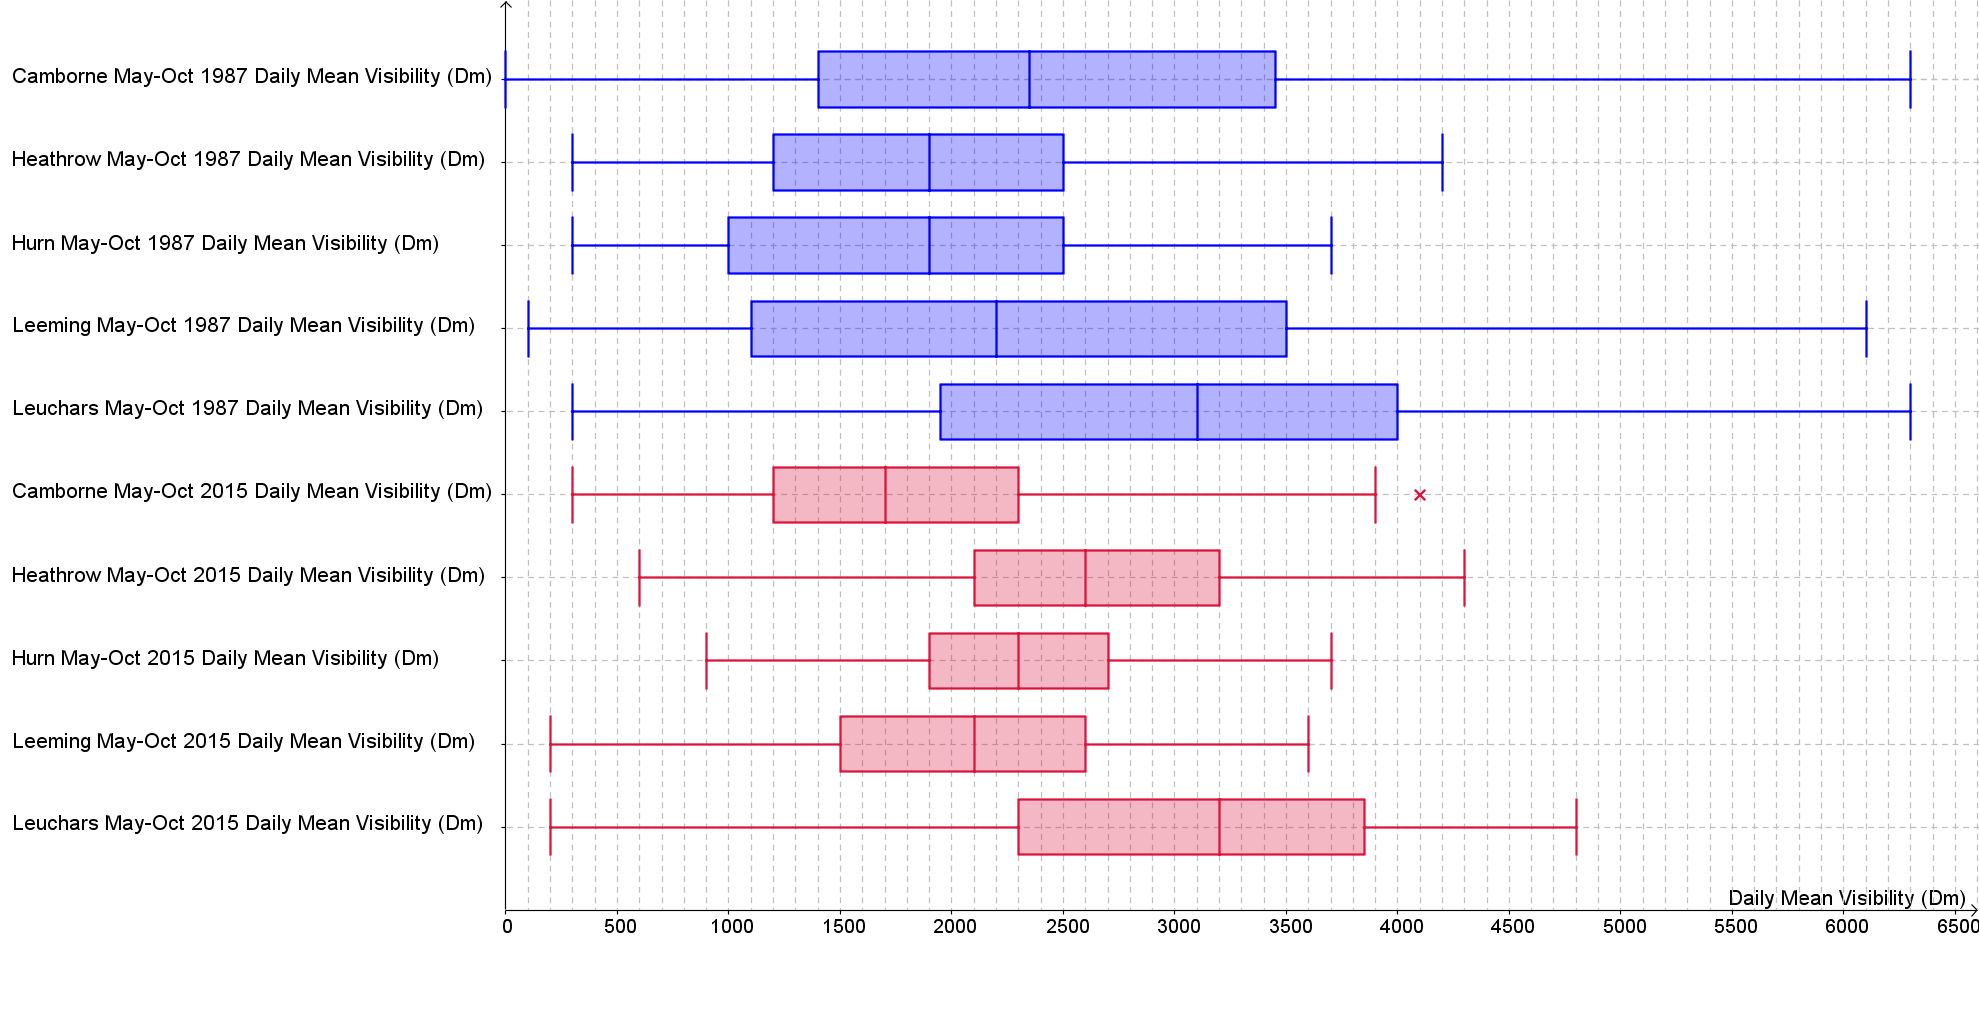 Camborne May-Oct 1987 Daily Mean Visibility (Dm)
Heathrow May-Oct 1987 Daily Mean Visibility (Dm)
Hurn May-Oct 1987 Daily Mean Visibility (Dm)
Leeming May-Oct 1987 Daily Mean Visibility (Dm)
Leuchars May-Oct 1987 Daily Mean Visibility (Dm)
Camborne May-Oct 2015 Daily Mean Visibility (Dm)
Heathrow May-Oct 2015 Daily Mean Visibility (Dm)
Hurn May-Oct 2015 Daily Mean Visibility (Dm)
Leeming May-Oct 2015 Daily Mean Visibility (Dm)
Leuchars May-Oct 2015 Daily Mean Visibility (Dm)
Daily Mean Visibility (Dm)
0 500 1000 1500 2000 2500 3000 3500 4000 4500 5000 5500 6000 6500